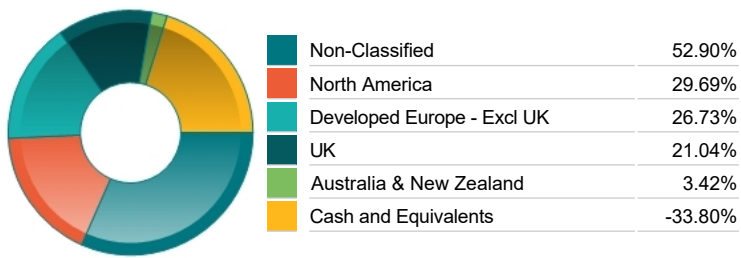 Non-Classified 52.90%
North America 29.69%
Developed Europe - Excl UK 26.73%
UK 21.04%
Australia & New Zealand 3.42%
Cash and Equivalents -33.80%